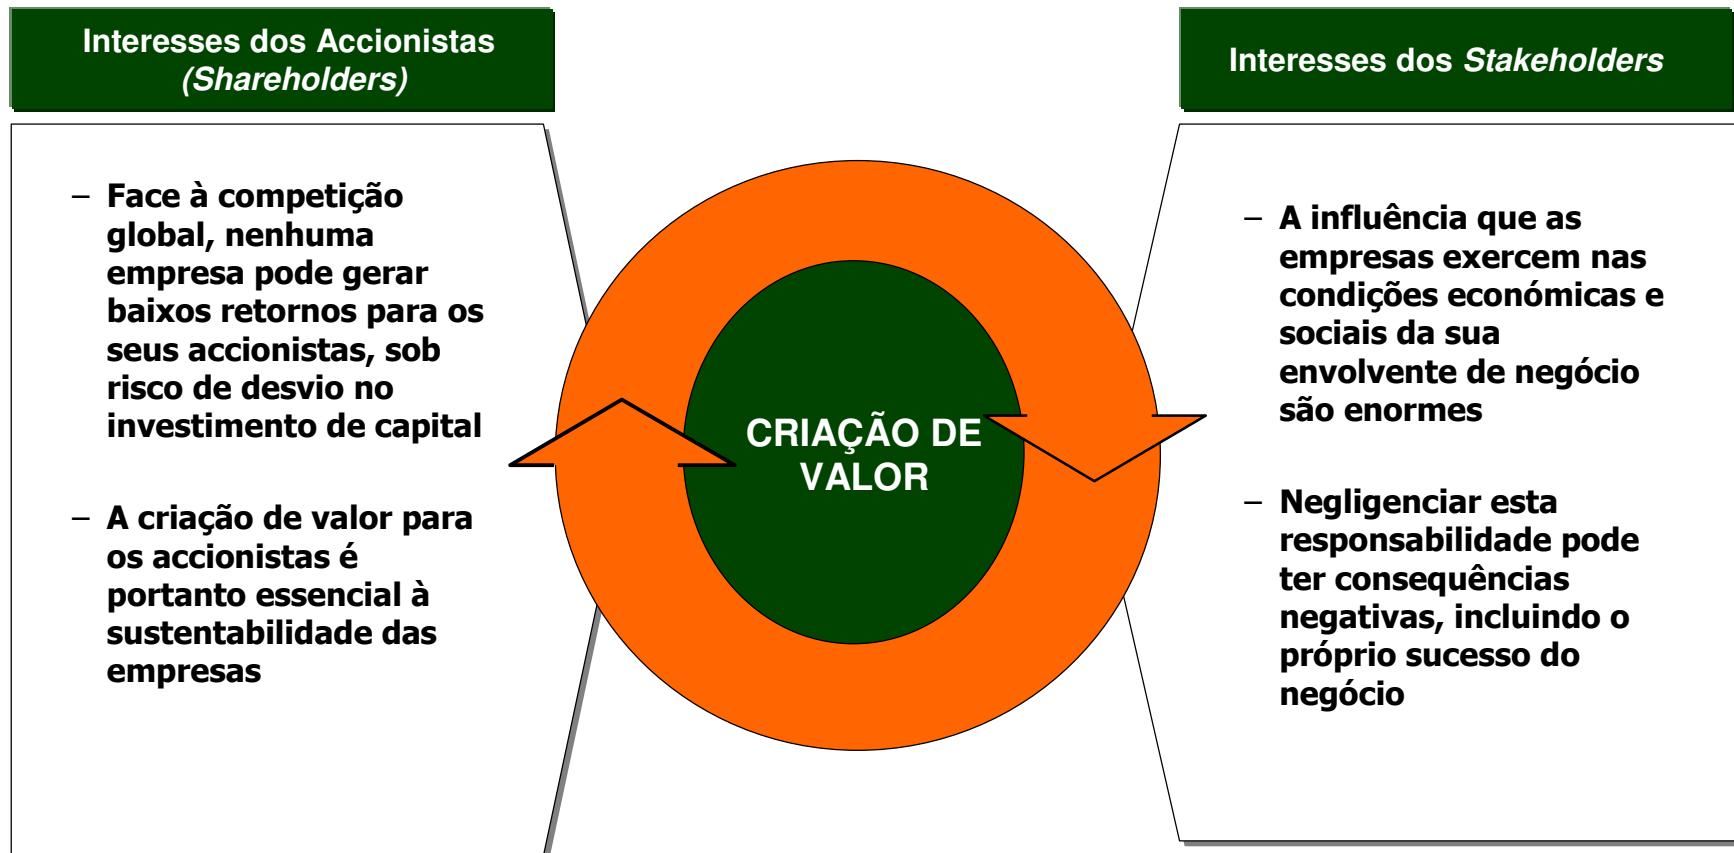 Interesses dos Accionistas
(Shareholders)
– Face à competição
global, nenhuma
empresa pode gerar
baixos retornos para os
seus accionistas, sob
risco de desvio no
investimento de capital
– A criação de valor para
os accionistas é
portanto essencial à
sustentabilidade das
empresas
CRIAÇÃO DE
VALOR
Interesses dos Stakeholders
– A influência que as
empresas exercem nas
condições económicas e
sociais da sua
envolvente de negócio
são enormes
– Negligenciar esta
responsabilidade pode
ter consequências
negativas, incluindo o
próprio sucesso do
negócio